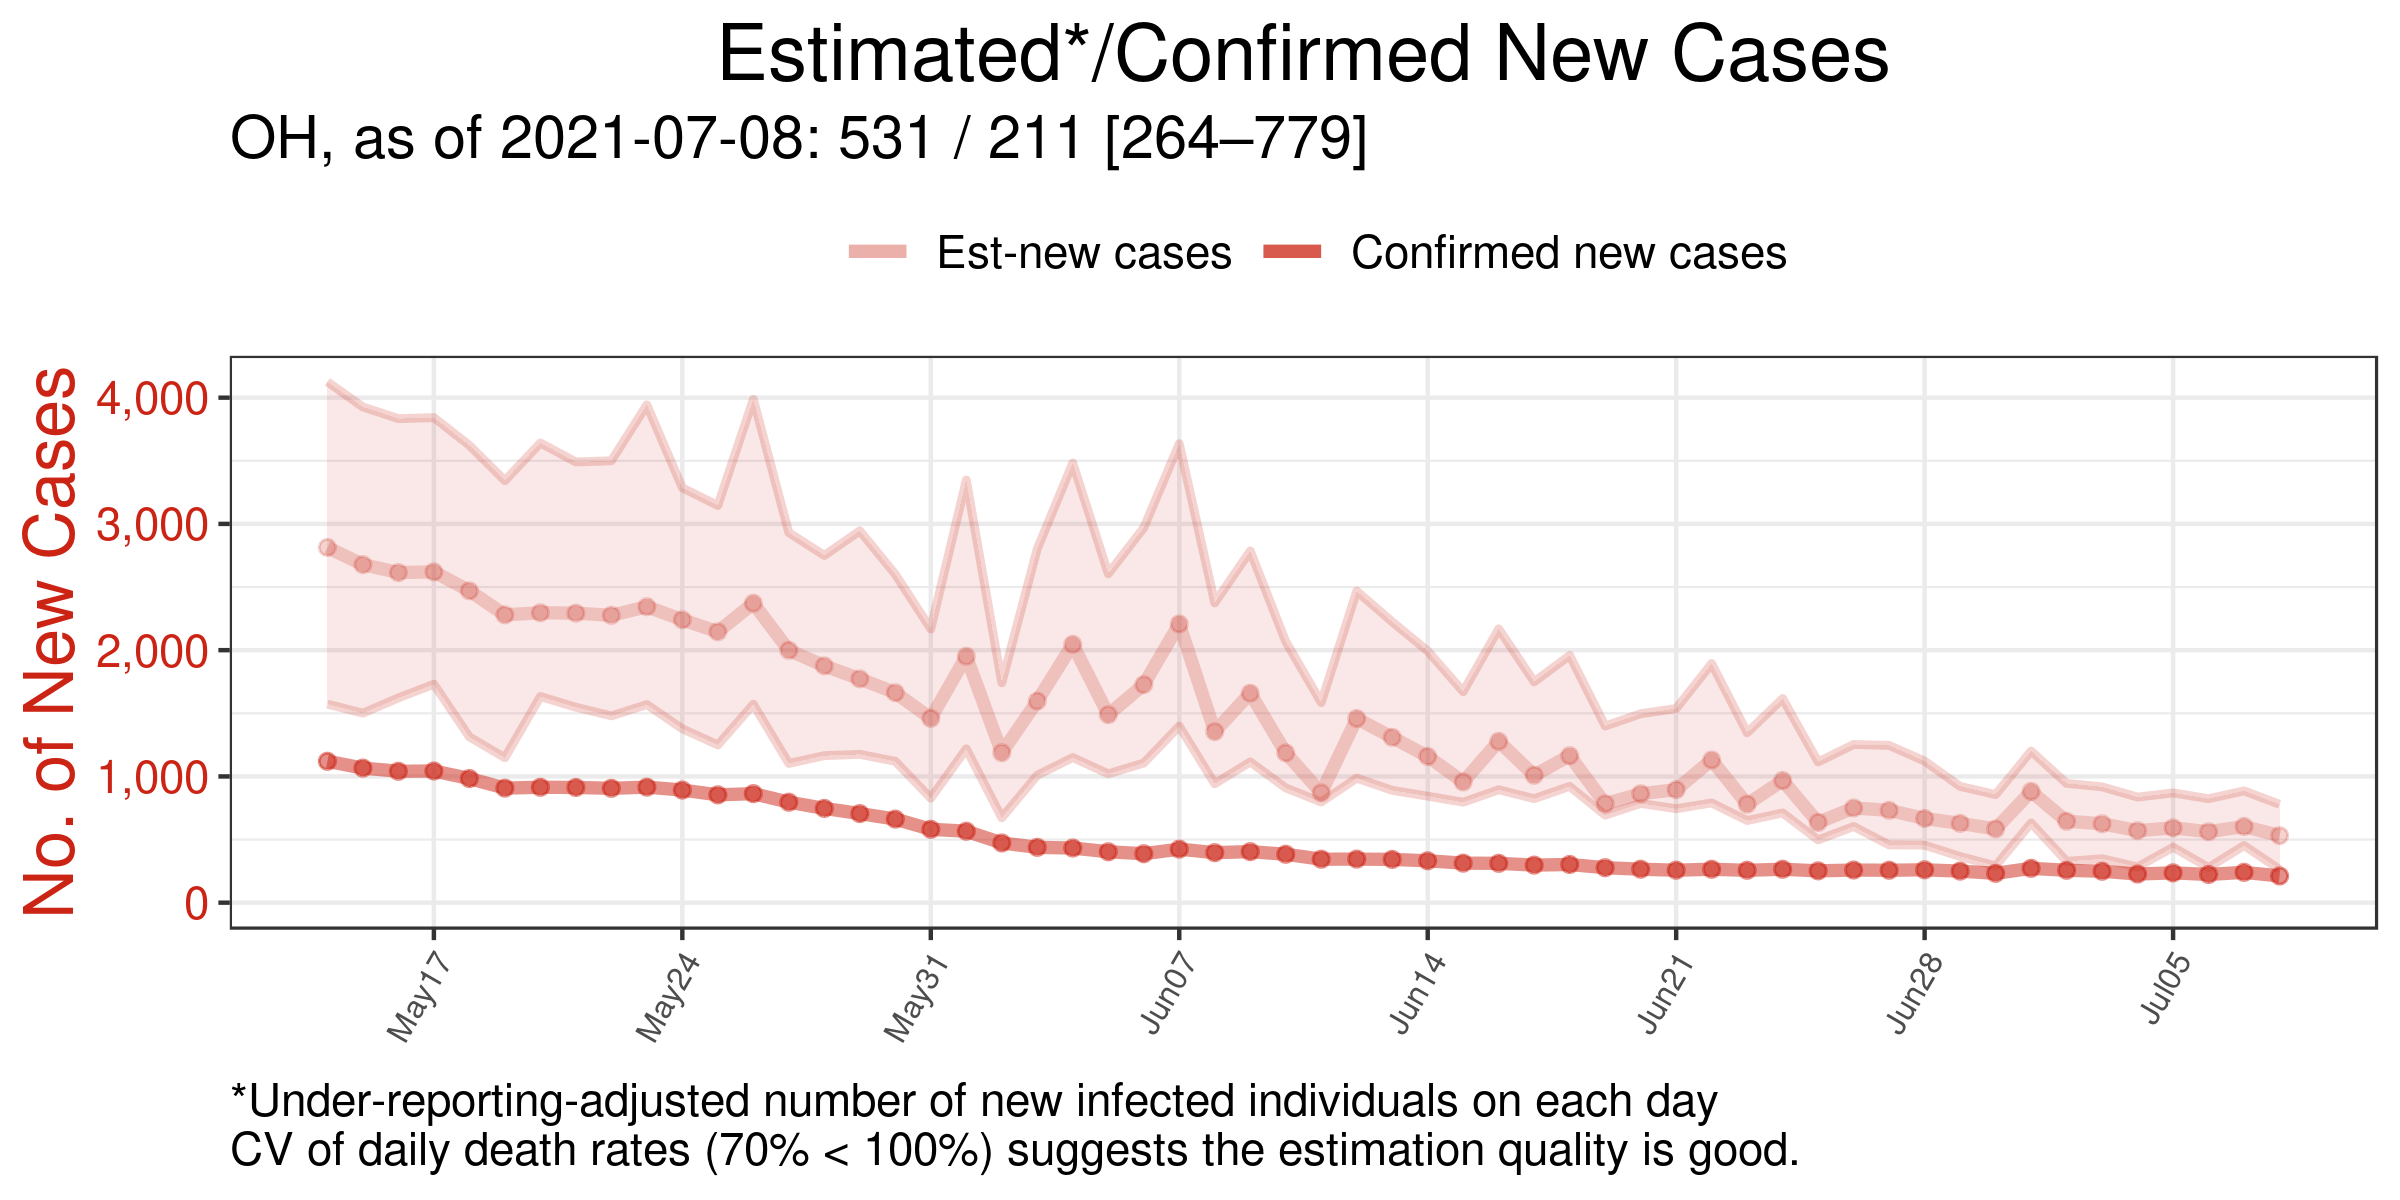 Estimated*/Confirmed New Cases
OH, as of 2021-07-08: 531 / 211 [264–779]
Est-new cases Confirmed new cases
No. of New Cases
4,000
3,000
2,000
1,000
0
May17 May24 May31 Jun07 Jun14 Jun21 Jun28 Jul05
*Under-reporting-adjusted number of new infected individuals on each day
CV of daily death rates (70% < 100%) suggests the estimation quality is good.